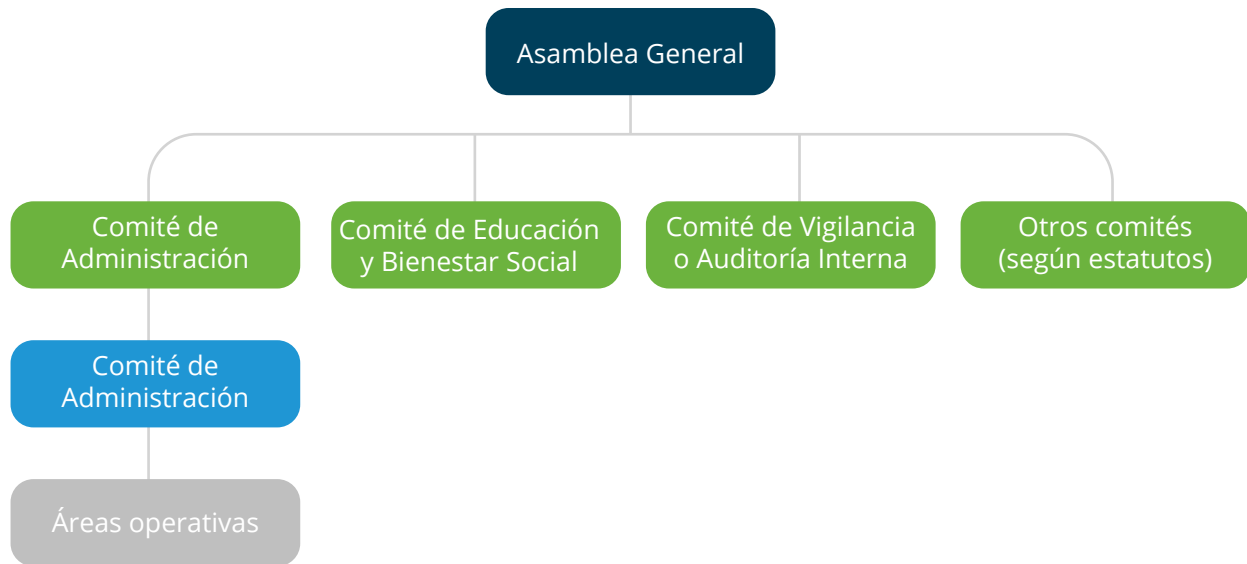 Asamblea General
Comité de
Administración
Comité de Educación
y Bienestar Social
Comité de Vigilancia
o Auditoría Interna
Otros comités
(según estatutos)
Comité de
Administración
Áreas operativas